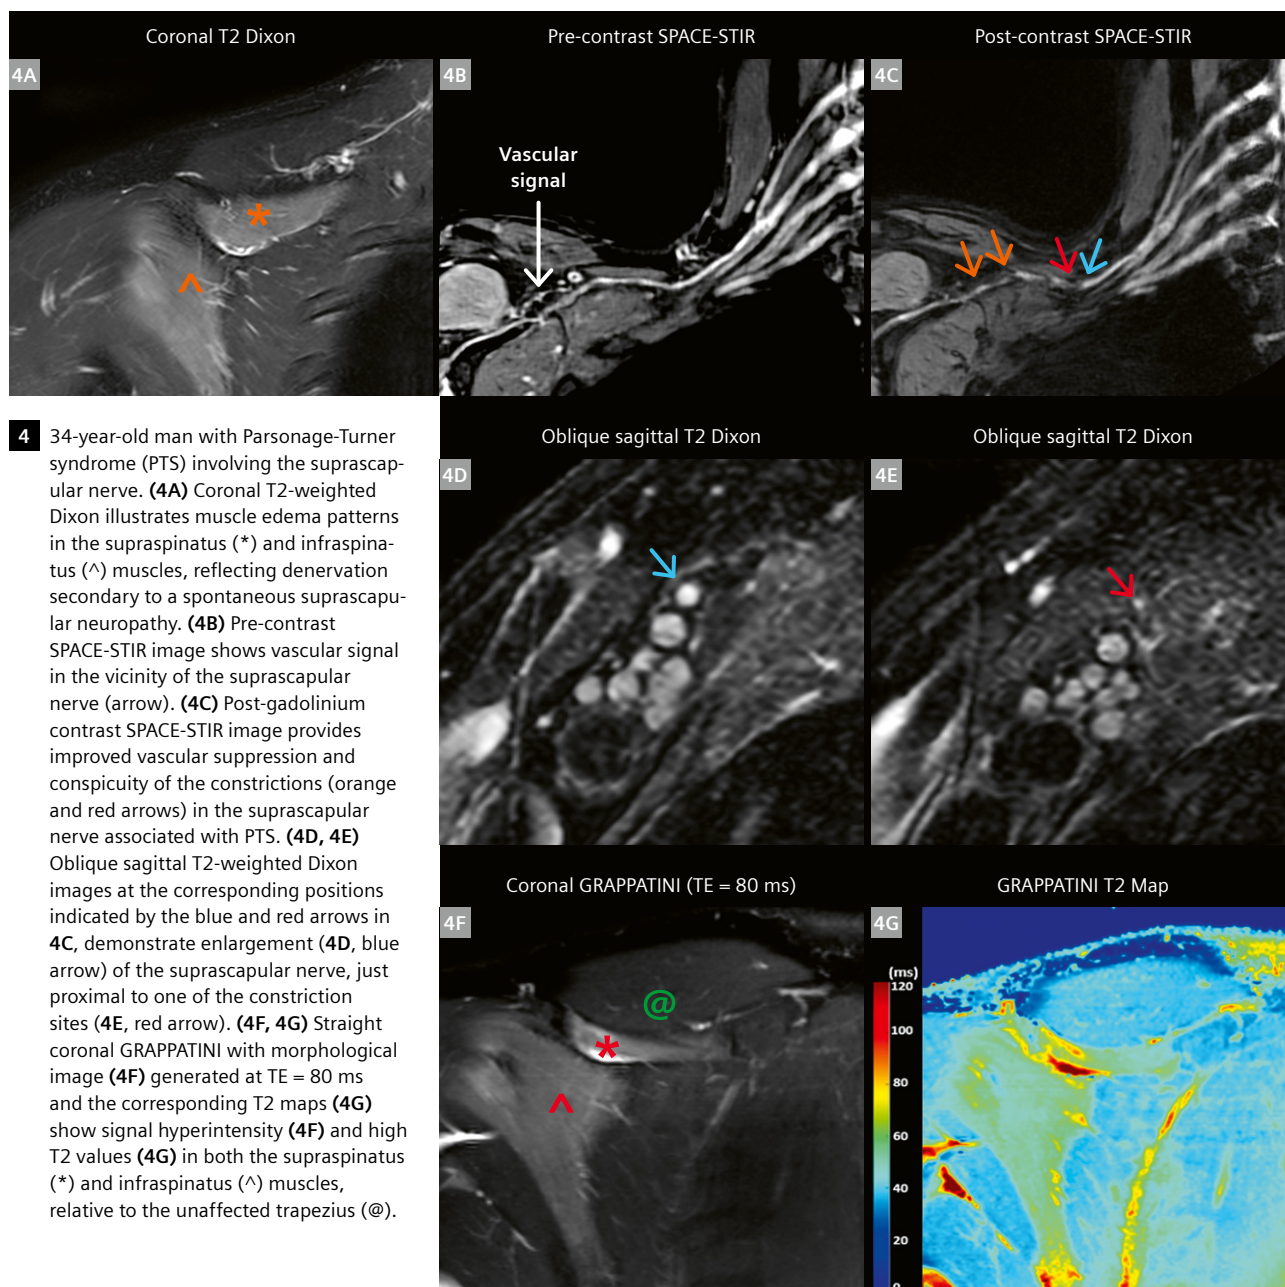 Coronal T2 Dixon
Pre-contrast SPACE-STIR
Post-contrast SPACE-STIR
4A
4B
4C
*
^
Vascular
signal
4 34-year-old man with Parsonage-Turner
syndrome (PTS) involving the suprascap-
ular nerve. (4A) Coronal T2-weighted
Dixon illustrates muscle edema patterns
in the supraspinatus (*) and infraspina-
tus (^) muscles, reflecting denervation
secondary to a spontaneous suprascapu-
lar neuropathy. (4B) Pre-contrast
SPACE-STIR image shows vascular signal
in the vicinity of the suprascapular
nerve (arrow). (4C) Post-gadolinium
contrast SPACE-STIR image provides
improved vascular suppression and
conspicuity of the constrictions (orange
and red arrows) in the suprascapular
nerve associated with PTS. (4D, 4E)
Oblique sagittal T2-weighted Dixon
images at the corresponding positions
indicated by the blue and red arrows in
4C, demonstrate enlargement (4D, blue
arrow) of the suprascapular nerve, just
proximal to one of the constriction
sites (4E, red arrow). (4F, 4G) Straight
coronal GRAPPATINI with morphological
image (4F) generated at TE = 80 ms
and the corresponding T2 maps (4G)
show signal hyperintensity (4F) and high
T2 values (4G) in both the supraspinatus
(*) and infraspinatus (^) muscles,
relative to the unaffected trapezius (@).
Oblique sagittal T2 Dixon
Oblique sagittal T2 Dixon
4D
4E
Coronal GRAPPATINI (TE = 80 ms)
GRAPPATINI T2 Map
4F
4G
@
*
^
(ms)
120
100
80
60
40
20
0